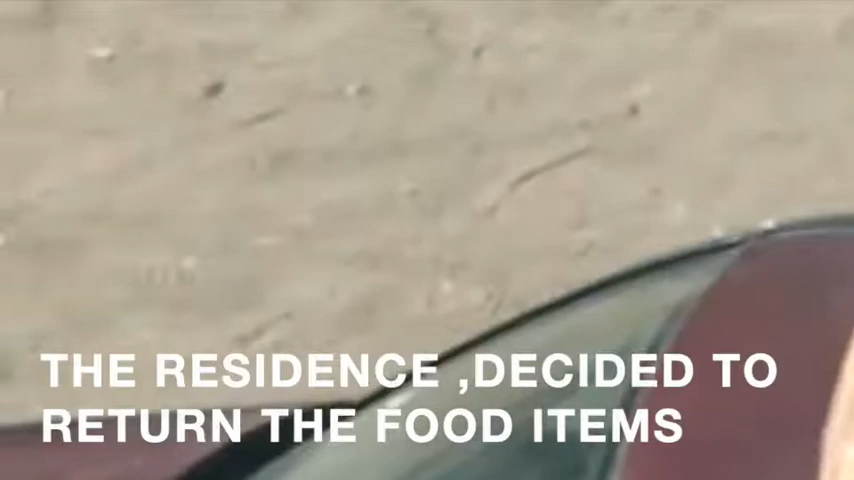 THE RESIDENCE ,DECIDED TO
RETURN THE FOOD ITEMS